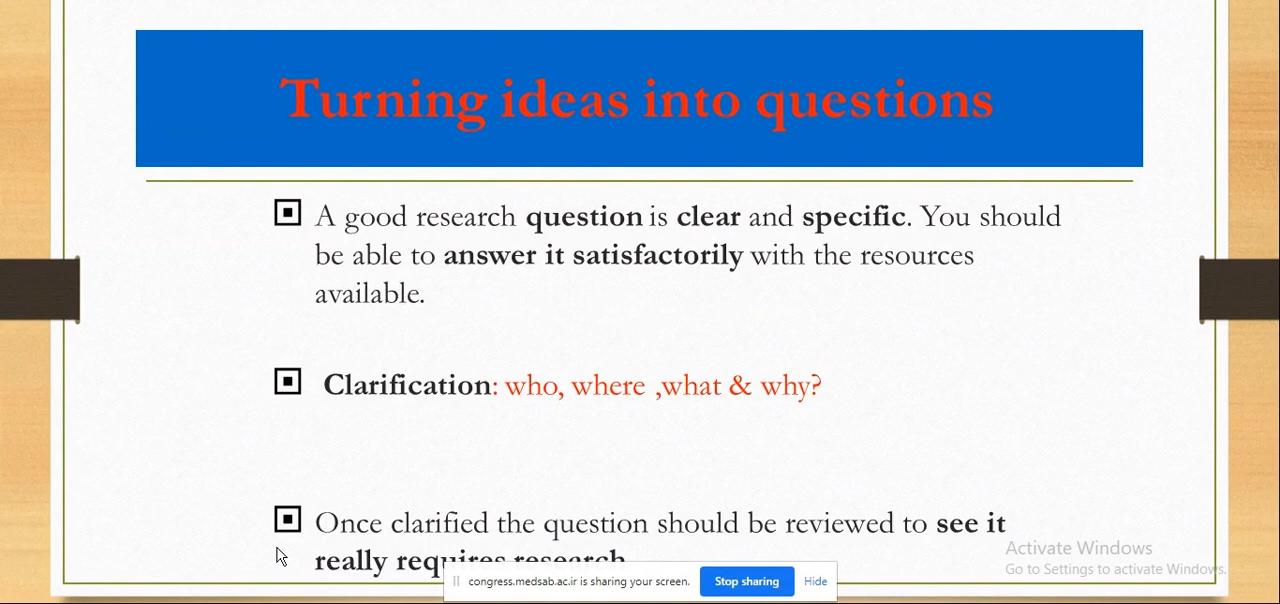 Turning ideas into questions
A good research question is clear and specific. You should
be able to answer it satisfactorily with the resources
available.
Clarification: who, where ,what & why?
Once clarified the question should be reviewed to see it
really requires research.
Activate Windows
Go to Settings to activate Windows.
congress.medsab.ac.ir is sharing your screen. Stop sharing Hide